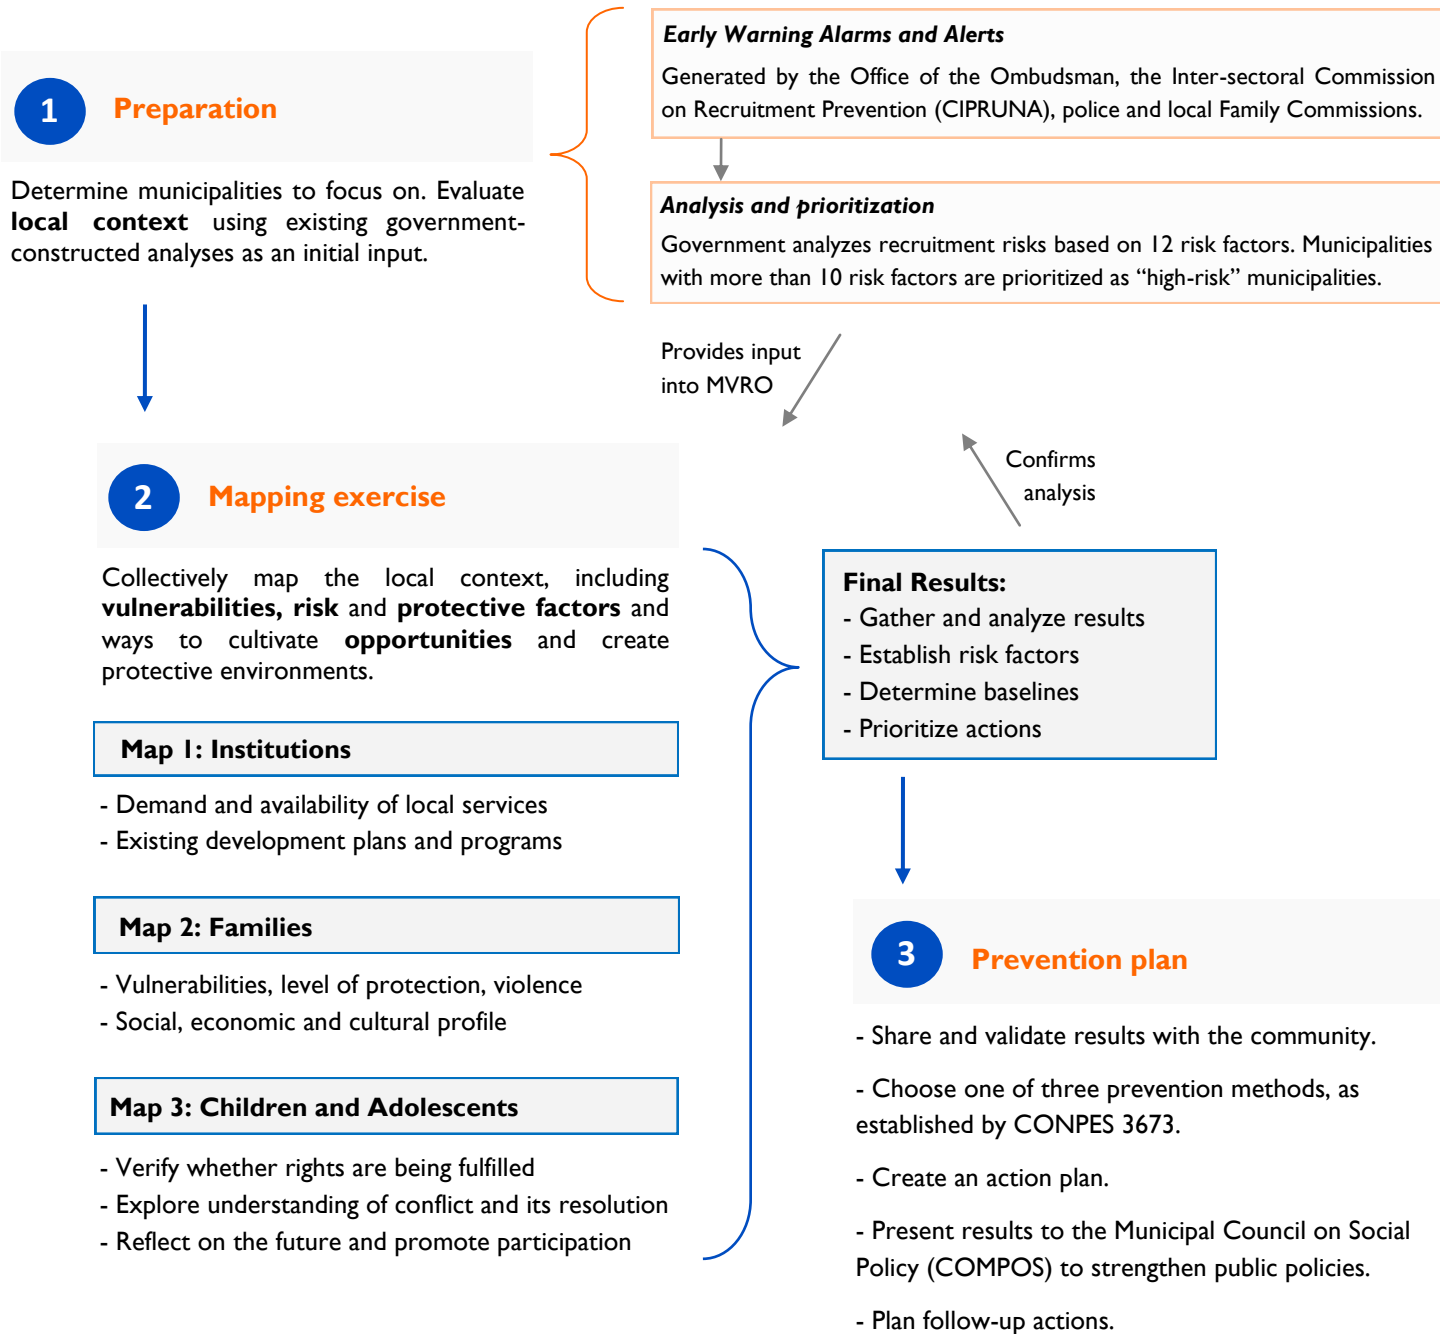 1
Preparation
Determine municipalities to focus on. Evaluate
local context using existing government-
constructed analyses as an initial input.
Early Warning Alarms and Alerts
Generated by the Office of the Ombudsman, the Inter-sectoral Commission
on Recruitment Prevention (CIPRUNA), police and local Family Commissions.
Analysis and prioritization
Government analyzes recruitment risks based on 12 risk factors. Municipalities
with more than 10 risk factors are prioritized as “high-risk” municipalities.
Provides input
into MVRO
Confirms
analysis
2
Mapping exercise
Collectively map the local context, including
vulnerabilities, risk and protective factors and
ways to cultivate opportunities and create
protective environments.
Map 1: Institutions
- Demand and availability of local services
- Existing development plans and programs
Map 2: Families
- Vulnerabilities, level of protection, violence
- Social, economic and cultural profile
Map 3: Children and Adolescents
- Verify whether rights are being fulfilled
- Explore understanding of conflict and its resolution
- Reflect on the future and promote participation
Final Results:
- Gather and analyze results
- Establish risk factors
- Determine baselines
- Prioritize actions
3
Prevention plan
- Share and validate results with the community.
- Choose one of three prevention methods, as
established by CONPES 3673.
- Create an action plan.
- Present results to the Municipal Council on Social
Policy (COMPOS) to strengthen public policies.
- Plan follow-up actions.